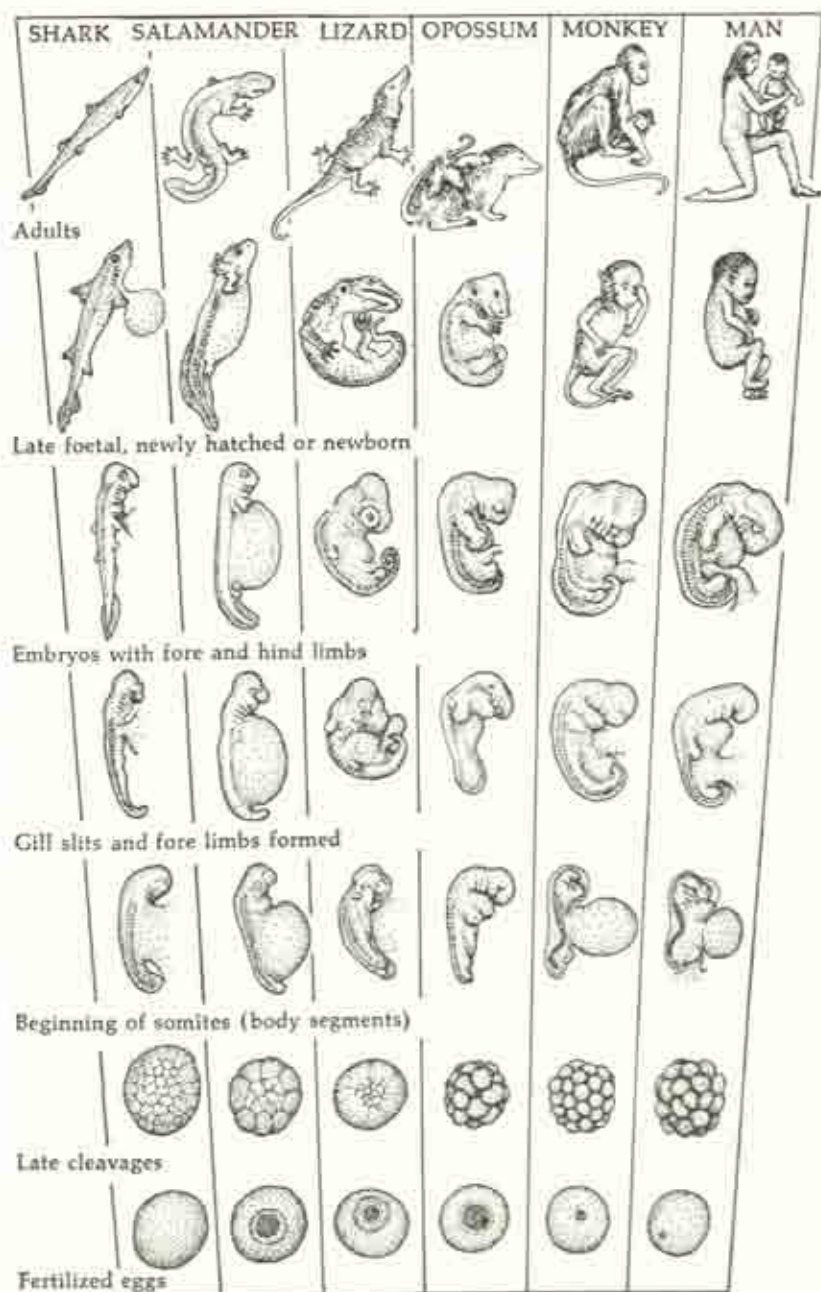 SHARK SALAMANDER LIZARD OPOSSUM MONKEY MAN
Adults
Late foetal, newly hatched or newborn
Embryos with fore and hind limbs
Gill slits and fore limbs formed
Beginning of somites (body segments)
Late cleavages
Fertilized eggs